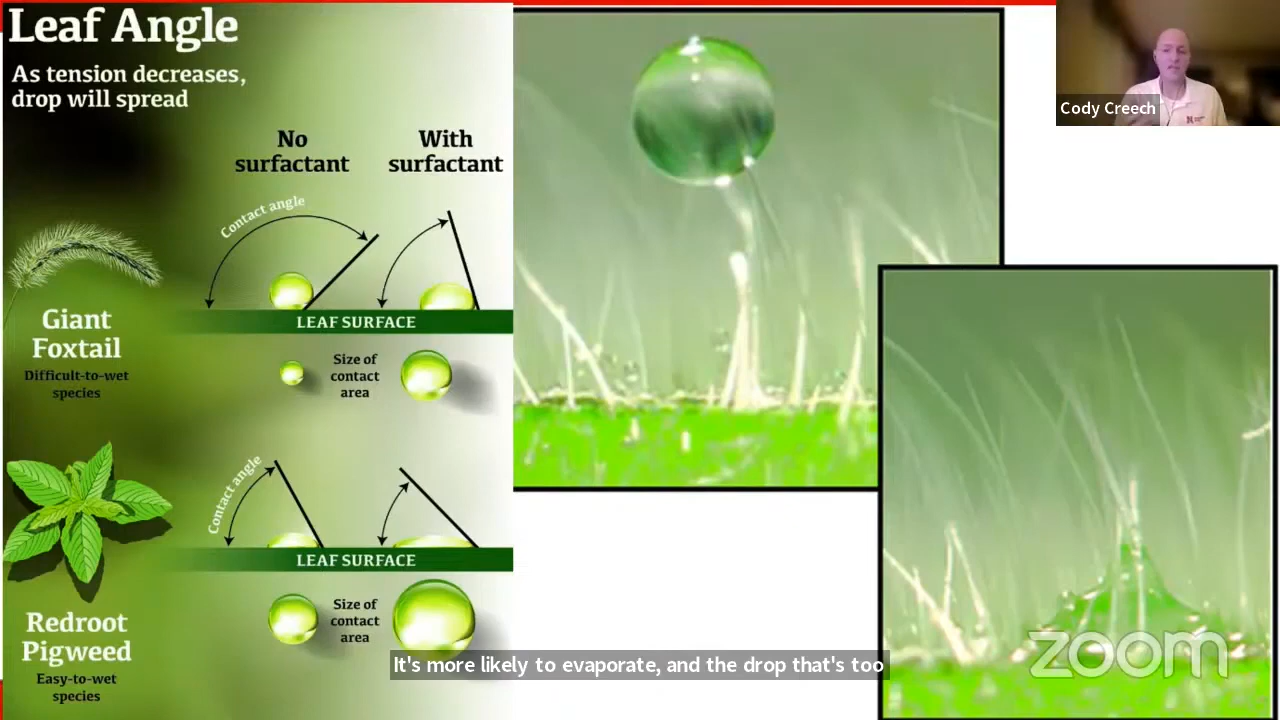 Leaf Angle
As tension decreases,
drop will spread
No
surfactant
With
surfactant
Contact angle
LEAF SURFACE
Giant
Foxtail
Difficult-to-wet
species
Size of
contact
area
Contact angle
LEAF SURFACE
Redroot
Pigweed
Easy-to-wet
species
Size of
contact
area
Cody Creech
It's more likely to evaporate, and the drop that's too
zoom